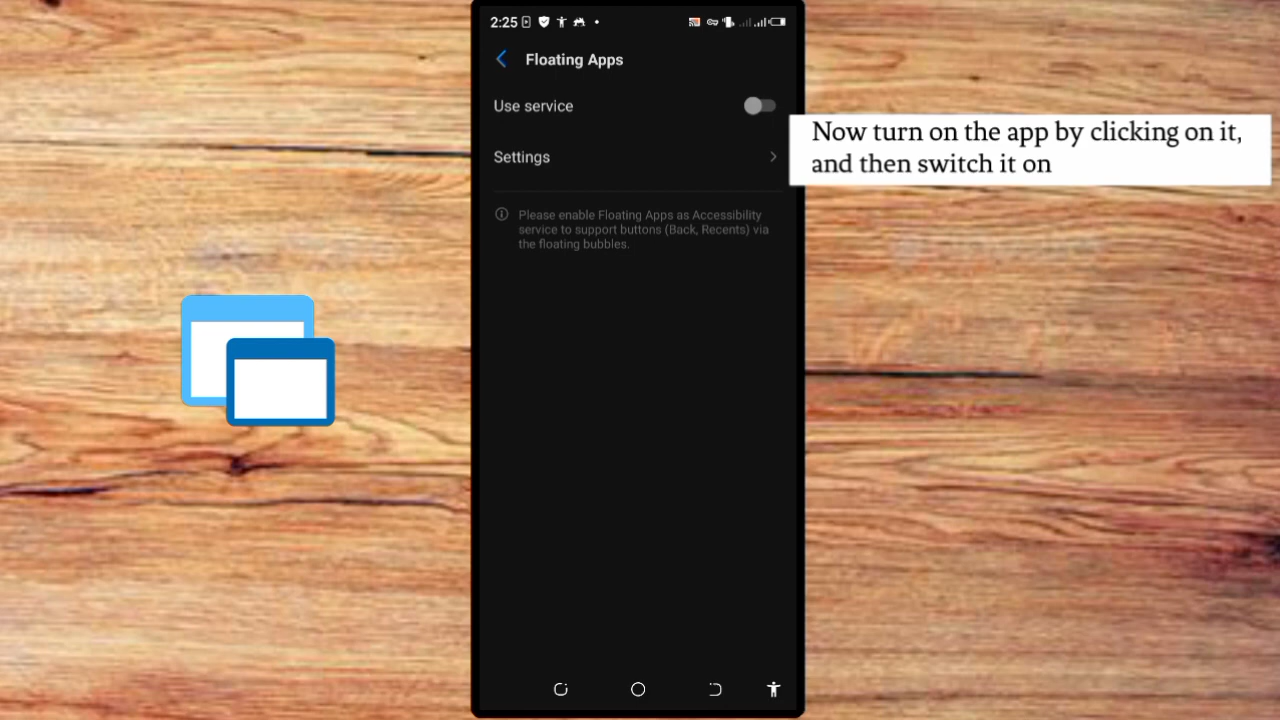 2:25
Floating Apps
Use service
Settings
Now turn on the app by clicking on it,
and then switch it on
Please enable Floating Apps as Accessibility
service to support buttons (Back, Recents) via
the floating bubbles.